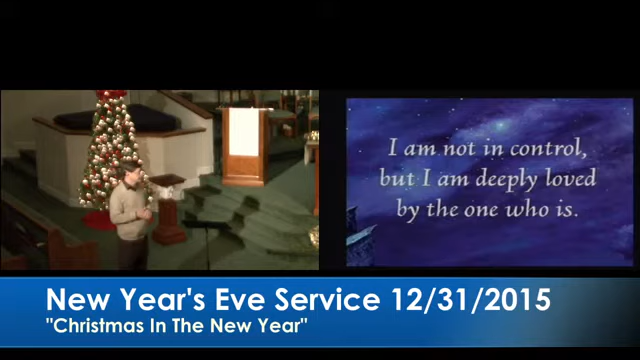 I am not in control,
but I am deeply loved
by the one who is.
New Year's Eve Service 12/31/2015
"Christmas In The New Year"